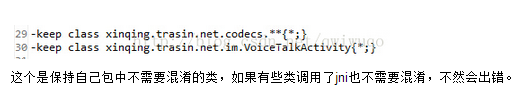 29 -keep class xinqing.trasin.net.codecs.**{*;}
30 -keep class xinqing.trasin.net.im.VoiceTalkActivity{*;}
这个是保持自己包中不需要混淆的类，如果有些类调用了jni也不需要混淆，不然会出错。